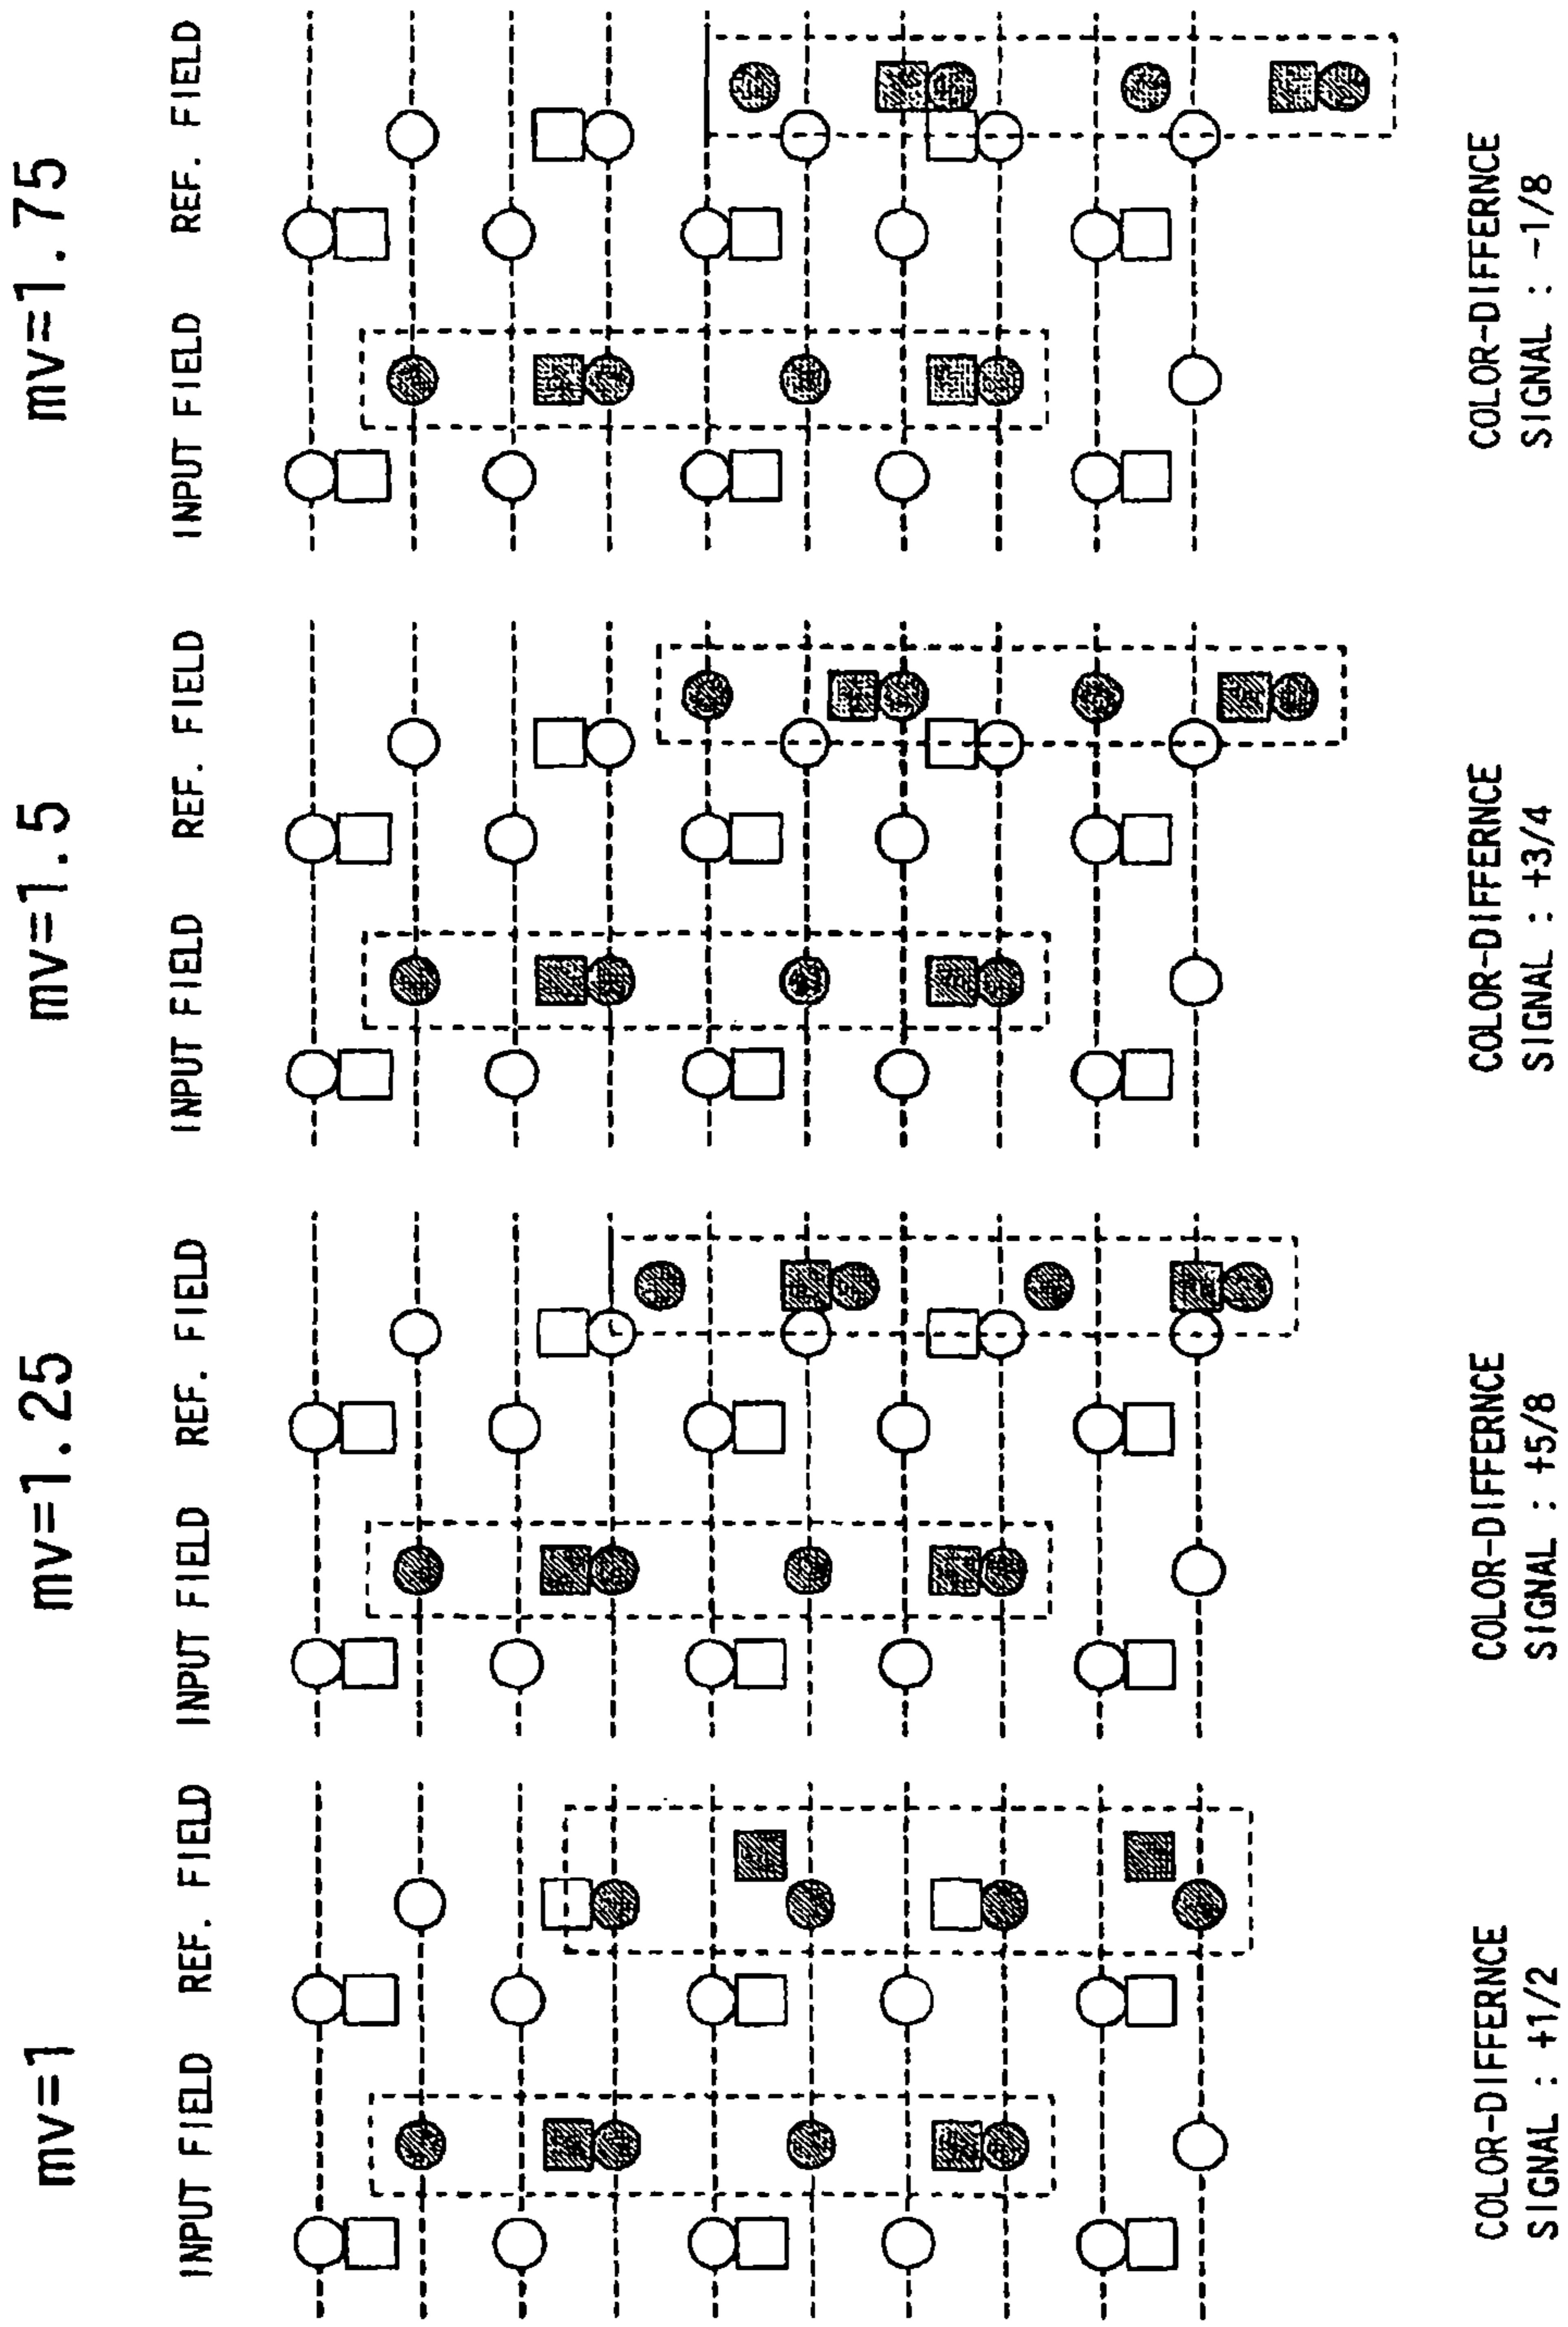 mv=1
INPUT FIELD REF. FIELD
COLOR-DIFFERNCE
SIGNAL : +1/2
mv=1.25
INPUT FIELD REF. FIELD
COLOR-DIFFERNCE
SIGNAL : +5/8
mv=1.5
INPUT FIELD REF. FIELD
COLOR-DIFFERNCE
SIGNAL : +3/4
mv=1.75
INPUT FIELD REF. FIELD
COLOR-DIFFERNCE
SIGNAL : -1/8